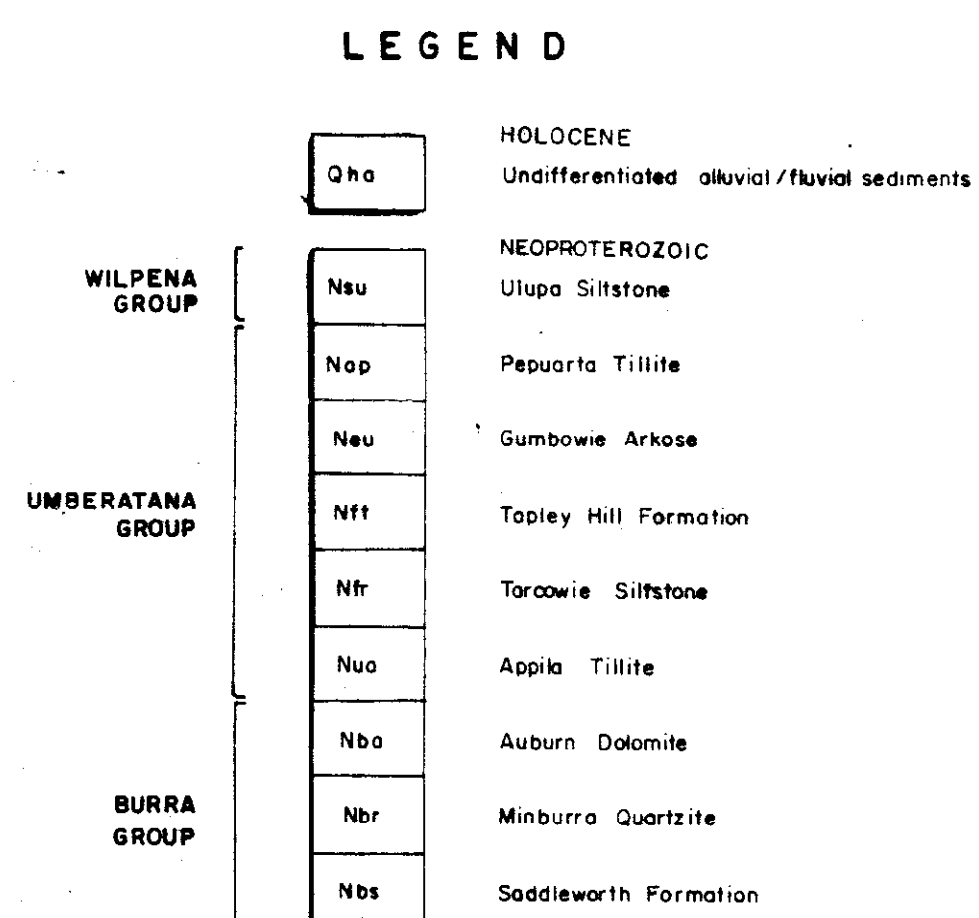 LEGEND
Qha
HOLOCENE
Undifferentiated alluvial/fluvial sediments
NEOPROTEROZOIC
WILPENA
GROUP
Nsu
Ulupa Siltstone
UMBERATANA
GROUP
Nap
Pepuarta Tillite
Neu
Gumbowie Arkose
Nft
Tapley Hill Formation
Nfr
Tarcowie Siltstone
Nua
Appila Tillite
BURRA
GROUP
Nba
Auburn Dolomite
Nbr
Minburra Quartzite
Nbs
Saddleworth Formation